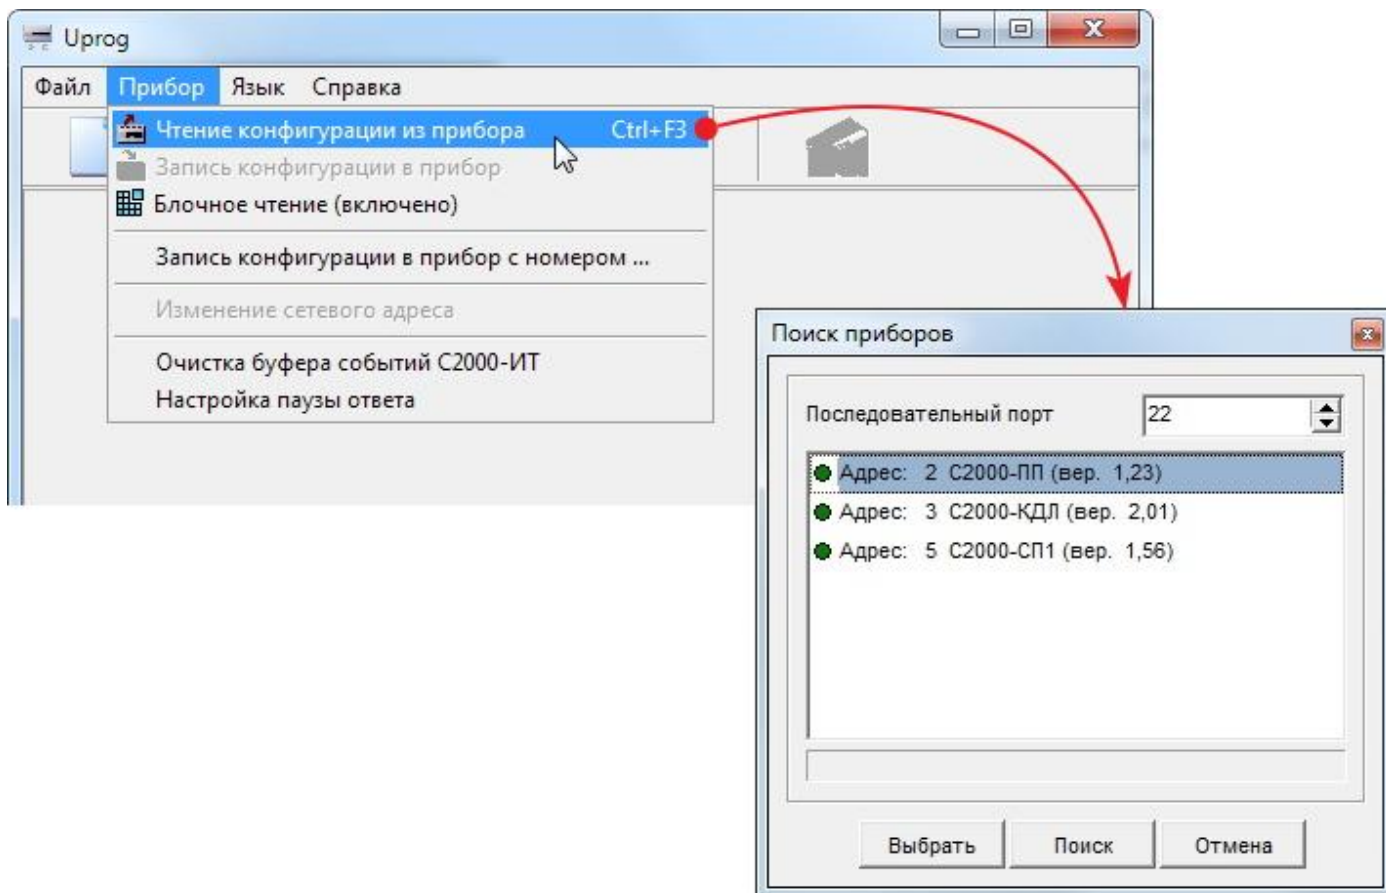 Uprog
Файл Прибор Язык Справка
Чтение конфигурации из прибора Ctrl+F3
Запись конфигурации в прибор
Блочное чтение (включено)
Запись конфигурации в прибор с номером ...
Изменение сетевого адреса
Очистка буфера событий С2000-ИТ
Настройка паузы ответа
Поиск приборов
Последовательный порт 22
Адрес: 2 С2000-ПП (вер. 1,23)
Адрес: 3 С2000-КДЛ (вер. 2,01)
Адрес: 5 С2000-СП1 (вер. 1,56)
Выбрать Поиск Отмена